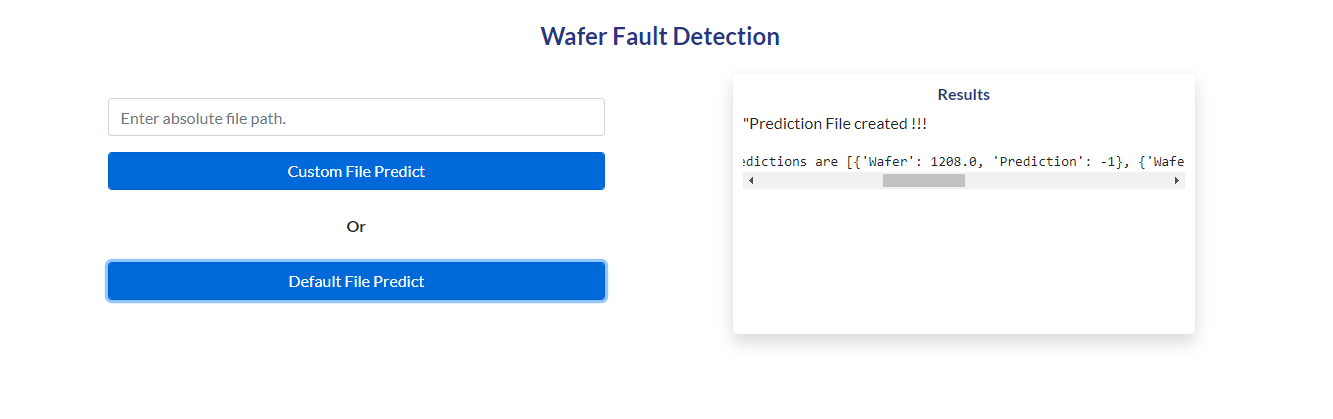 Wafer Fault Detection
Enter absolute file path.
Custom File Predict
Or
Default File Predict
Results
"Prediction File created !!!
edictions are [{'Wafer': 1208.0, 'Prediction': -1}, {'Wafe